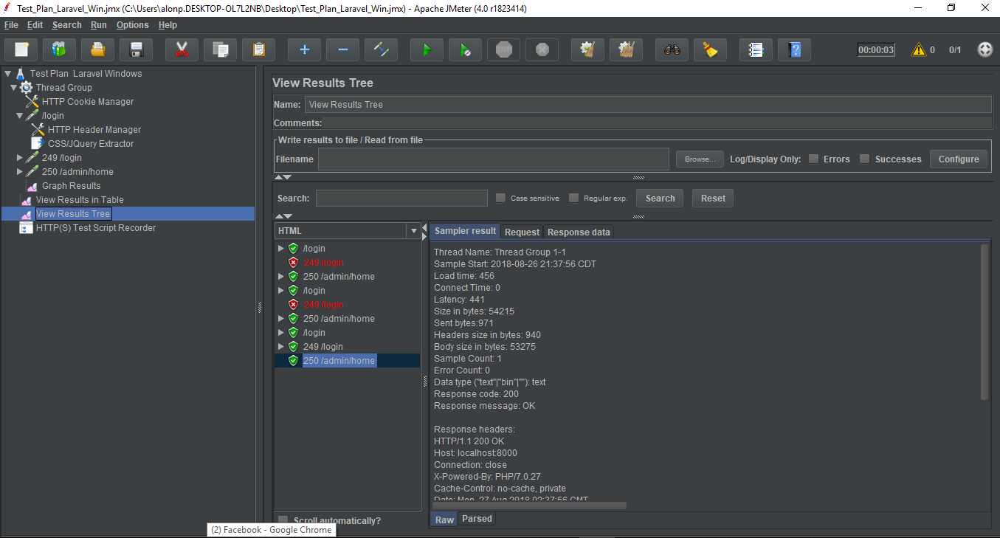 Test_Plan_Laravel_Win.jmx (C:\Users\alonp.DESKTOP-OL7L2NB\Desktop\Test_Plan_Laravel_Win.jmx) - Apache JMeter (4.0 r1823414)
File Edit Search Run Options Help
STOP 00:00:03 0 0/1
Test Plan Laravel Windows
Thread Group
HTTP Cookie Manager
/login
HTTP Header Manager
CSS/JQuery Extractor
249 /login
250 /admin/home
Graph Results
View Results in Table
View Results Tree
HTTP(S) Test Script Recorder
View Results Tree
Name: View Results Tree
Comments:
Write results to file / Read from file
Filename Browse... Log/Display Only: Errors Successes Configure
Search: Case sensitive Regular exp. Search Reset
HTML
/login
249 /login
250 /admin/home
/login
249 /login
250 /admin/home
/login
249 /login
250 /admin/home
Scroll automatically?
Sampler result Request Response data
Thread Name: Thread Group 1-1
Sample Start: 2018-08-26 21:37:56 CDT
Load time: 456
Connect Time: 0
Latency: 441
Size in bytes: 54215
Sent bytes:971
Headers size in bytes: 940
Body size in bytes: 53275
Sample Count: 1
Error Count: 0
Data type ("text"|"bin"|""): text
Response code: 200
Response message: OK
Response headers:
HTTP/1.1 200 OK
Host: localhost:8000
Connection: close
X-Powered-By: PHP/7.0.27
Cache-Control: no-cache, private
Date: Mon, 27 Aug 2018 02:37:56 GMT
Raw Parsed
(2) Facebook - Google Chrome